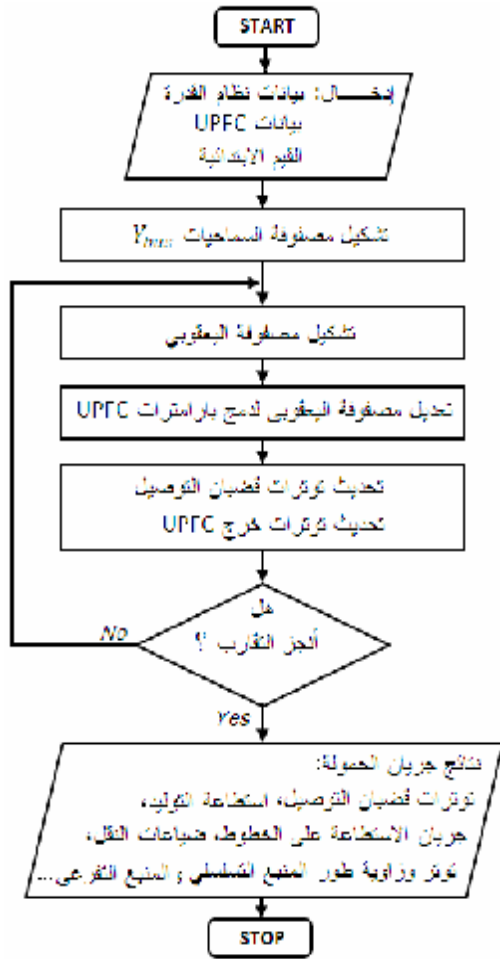 START
إدخـــــال: بيانات نظام القدرة
بيانات UPFC
القيم الابتدائية
تشكيل مصفوفة السماحيات Y_bus
تشكيل مصفوفة اليعقوبي
تعديل مصفوفة اليعقوبي لدمج بارامترات UPFC
تحديث توترات قضبان التوصيل
تحديث توترات خرج UPFC
هل
أنجز التقارب ؟
No
Yes
نتائج جريان الحمولة:
توترات قضبان التوصيل، استطاعة التوليد،
جريان الاستطاعة على الخطوط، ضياعات النقل،
توتر وزاوية طور المنبع التسلسلي و المنبع التفرعي...
STOP